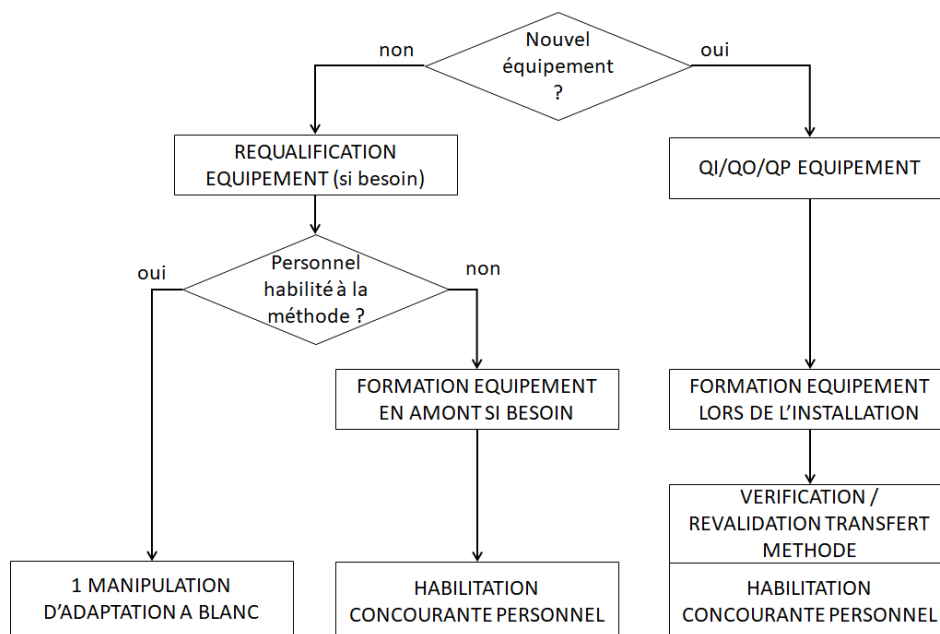 non
Nouvel
équipement
?
oui
REQUALIFICATION
EQUIPEMENT (si besoin)
QI/QO/QP EQUIPEMENT
oui
Personnel
habilité à la
méthode ?
non
FORMATION EQUIPEMENT
EN AMONT SI BESOIN
FORMATION EQUIPEMENT
LORS DE L'INSTALLATION
VERIFICATION /
REVALIDATION TRANSFERT
METHODE
1 MANIPULATION
D'ADAPTATION A BLANC
HABILITATION
CONCOURANTE PERSONNEL
HABILITATION
CONCOURANTE PERSONNEL